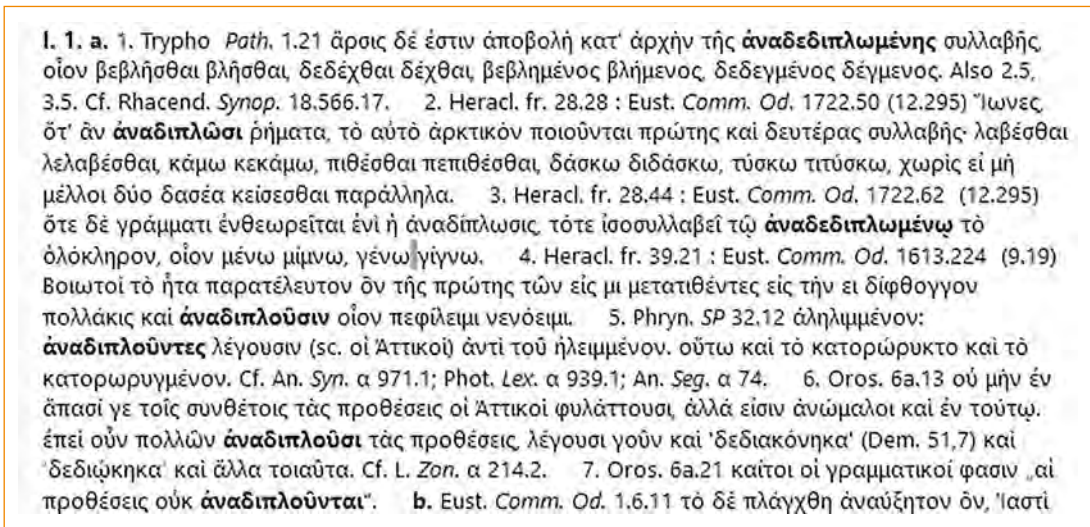 I. 1. a. 1. Trypho Path. 1.21 ἄρσις δέ ἐστιν ἀποβολὴ κατ' ἀρχὴν τῆς ἀναδεδιπλωμένης συλλαβῆς,
οἷον βεβλῆσθαι βλῆσθαι, δεδέχθαι δέχθαι, βεβλημένος βλήμενος, δεδεγμένος δέγμενος. Also 2.5,
3.5. Cf. Rhacend. Synop. 18.566.17. 2. Heracl. fr. 28.28 : Eust. Comm. Od. 1722.50 (12.295) Ἴωνες,
ὅτ' ἂν ἀναδιπλῶσι ῥήματα, τὸ αὐτὸ ἀρκτικὸν ποιοῦνται πρώτης καὶ δευτέρας συλλαβῆς· λαβέσθαι
λελαβέσθαι, κάμω κεκάμω, πιθέσθαι πεπιθέσθαι, δάσκω διδάσκω, τύσκω τιτύσκω, χωρὶς εἰ μὴ
μέλλοι δύο δασέα κείσεσθαι παράλληλα. 3. Heracl. fr. 28.44 : Eust. Comm. Od. 1722.62 (12.295)
ὅτε δὲ γράμματι ἐνθεωρεῖται ἑνὶ ἡ ἀναδίπλωσις, τότε ἰσοσυλλαβεῖ τῷ ἀναδεδιπλωμένῳ τὸ
ὁλόκληρον, οἷον μένω μίμνω, γένω γίγνω. 4. Heracl. fr. 39.21 : Eust. Comm. Od. 1613.224 (9.19)
Βοιωτοὶ τὸ ἦτα παρατέλευτον ὂν τῆς πρώτης τῶν εἰς μι μετατιθέντες εἰς τὴν ει δίφθογγον
πολλάκις καὶ ἀναδιπλοῦσιν οἷον πεφίλειμι νενόειμι. 5. Phryn. SP 32.12 ἀληλιμμένον:
ἀναδιπλοῦντες λέγουσιν (sc. οἱ Ἀττικοὶ) ἀντὶ τοῦ ἠλειμμένον. οὕτω καὶ τὸ κατορώρυκτο καὶ τὸ
κατορωρυγμένον. Cf. An. Syn. α 971.1; Phot. Lex. α 939.1; An. Seg. α 74. 6. Oros. 6a.13 οὐ μὴν ἐν
ἅπασί γε τοῖς συνθέτοις τὰς προθέσεις οἱ Ἀττικοὶ φυλάττουσι, ἀλλά εἰσιν ἀνώμαλοι καὶ ἐν τούτῳ.
ἐπεὶ οὖν πολλῶν ἀναδιπλοῦσι τὰς προθέσεις, λέγουσι γοῦν καὶ 'δεδιακόνηκα' (Dem. 51,7) καὶ
'δεδιῴκηκα' καὶ ἄλλα τοιαῦτα. Cf. L. Zon. α 214.2. 7. Oros. 6a.21 καίτοι οἱ γραμματικοί φασιν „αἱ
προθέσεις οὐκ ἀναδιπλοῦνται“. b. Eust. Comm. Od. 1.6.11 τὸ δὲ πλάγχθη ἀναύξητον ὄν, Ἰαστὶ